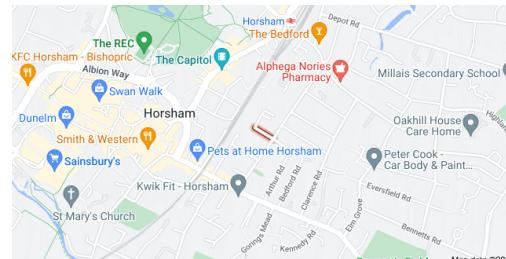 Horsham
Depot Rd
The Bedford
The REC
KFC Horsham - Bishopric
The Capitol
Albion Way
Alphega Nories
Pharmacy
Millais Secondary School
Swan Walk
Dunelm
Horsham
Highland
Oakhill House
Care Home
Smith & Western
Sainsbury's
Pets at Home Horsham
Peter Cook -
Car Body & Paint...
Kwik Fit - Horsham
Arthur Rd
Bedford Rd
Clarence Rd
Eversfield Rd
St Mary's Church
Gorings Mead
Kennedy Rd
Elm Grove
Bennetts Rd